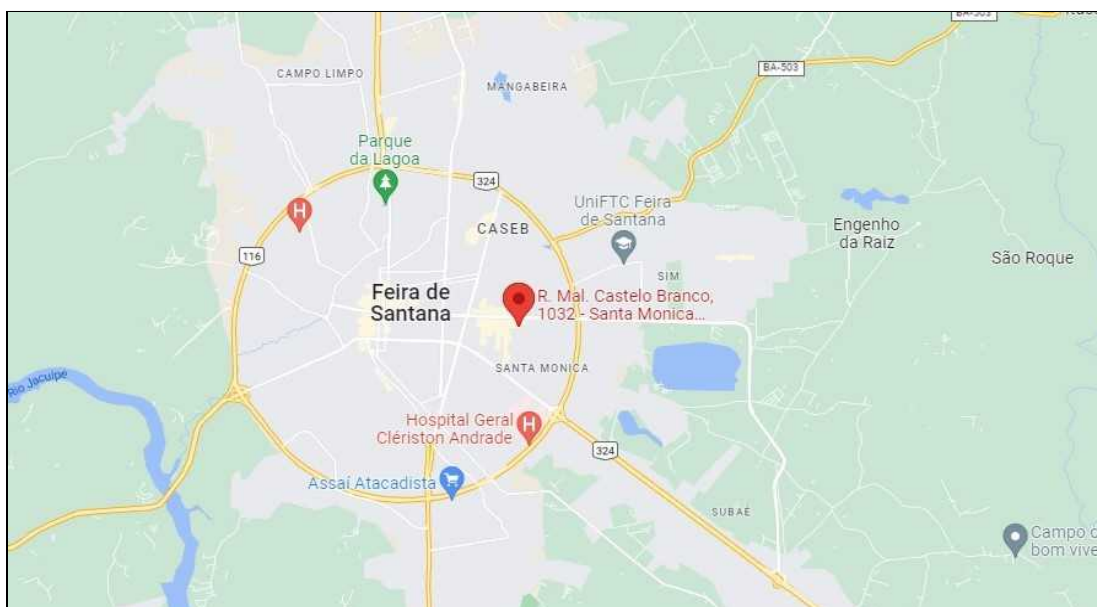 BA-503
CAMPO LIMPO
MANGABEIRA
BA-503
Parque
da Lagoa
324
UniFTC Feira
de Santana
H
CASEB
Engenho
da Raiz
116
São Roque
SIM
Feira de
Santana
R. Mal. Castelo Branco,
1032 - Santa Monica...
SANTA MONICA
Rio Jacuípe
Hospital Geral
Clériston Andrade
H
324
Assaí Atacadista
SUBAÉ
Campo d
bom vive